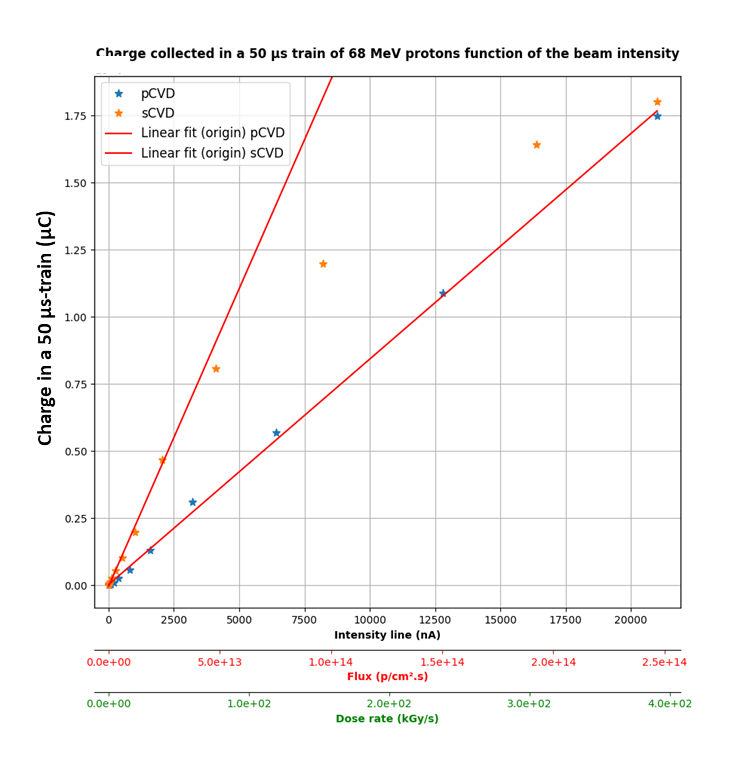 Charge collected in a 50 µs train of 68 MeV protons function of the beam intensity
pCVD
sCVD
Linear fit (origin) pCVD
Linear fit (origin) sCVD
Charge in a 50 µs-train (µC)
1.75
1.50
1.25
1.00
0.75
0.50
0.25
0.00
0 2500 5000 7500 10000 12500 15000 17500 20000
Intensity line (nA)
0.0e+00 5.0e+13 1.0e+14 1.5e+14 2.0e+14 2.5e+14
Flux (p/cm².s)
0.0e+00 1.0e+02 2.0e+02 3.0e+02 4.0e+02
Dose rate (kGy/s)